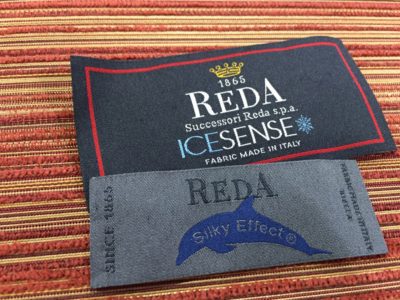 1865
REDA
Successori Reda s.p.a.
ICESENSE
FABRIC MADE IN ITALY
REDA
SINCE 1865
Silky Effect®